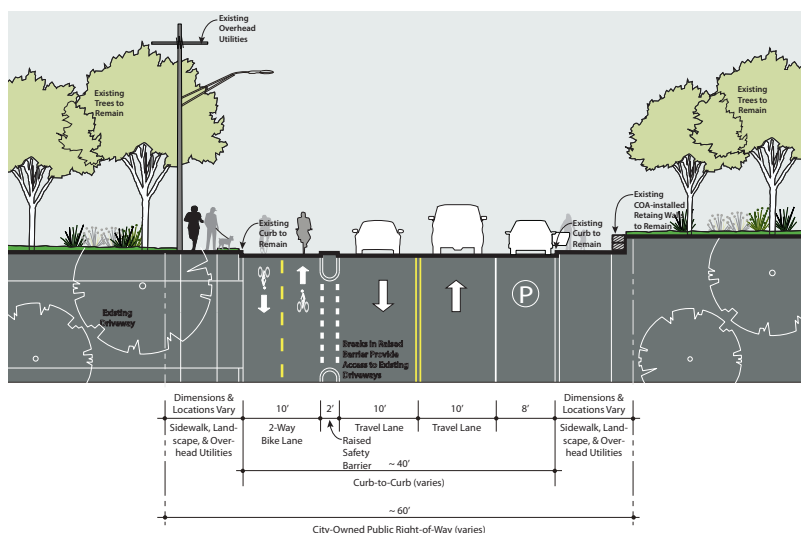 Existing
Overhead
Utilities
Existing
Trees to
Remain
Existing
Trees to
Remain
Existing
Curb to
Remain
Existing
Curb to
Remain
Existing
COA-installed
Retaing Walls
to Remain
Existing
Driveway
Breaks in Raised
Barrier Provide
Access to Existing
Driveways
P
Dimensions &
Locations Vary
10'
2'
10'
10'
8'
Dimensions &
Locations Vary
Sidewalk, Land-
scape, & Over-
head Utilities
2-Way
Bike Lane
Raised
Safety
Barrier
Travel Lane
Travel Lane
Sidewalk, Land-
scape, & Over-
head Utilities
~ 40'
Curb-to-Curb (varies)
~ 60'
City-Owned Public Right-of-Way (varies)